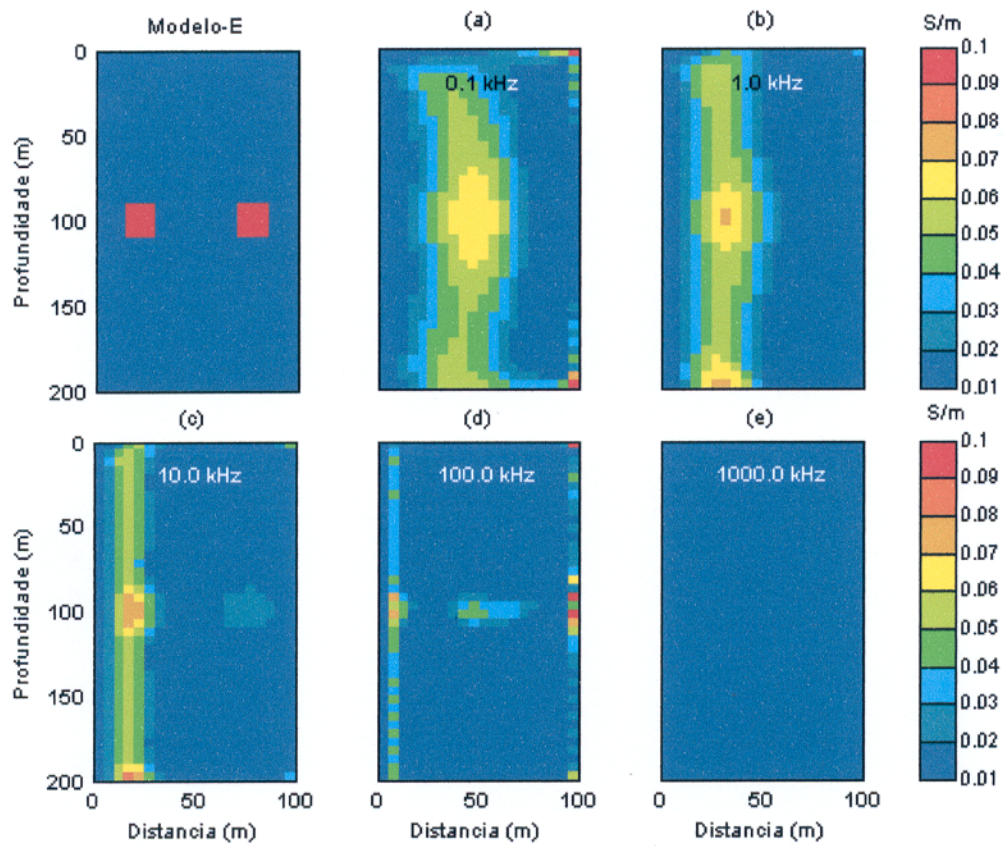 Modelo-E
(a)
(b)
S/m
0
50
100
150
200
Profundidade (m)
0.1 kHz
1.0 kHz
0.1
0.09
0.08
0.07
0.06
0.05
0.04
0.03
0.02
0.01
(c)
(d)
(e)
S/m
0
50
100
150
200
Profundidade (m)
10.0 kHz
100.0 kHz
1000.0 kHz
0.1
0.09
0.08
0.07
0.06
0.05
0.04
0.03
0.02
0.01
0 100
0 100
0 100
Distancia (m)
Distancia (m)
Distancia (m)